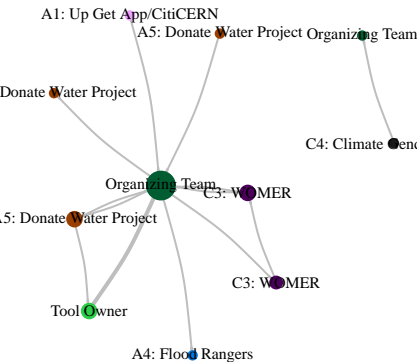 A1: Up Get App/CitiCERN
A5: Donate Water Project
Organizing Team
Donate Water Project
C4: Climate
Organizing Team
C3: WOMER
A5: Donate Water Project
C3: WOMER
Tool Owner
A4: Flood Rangers